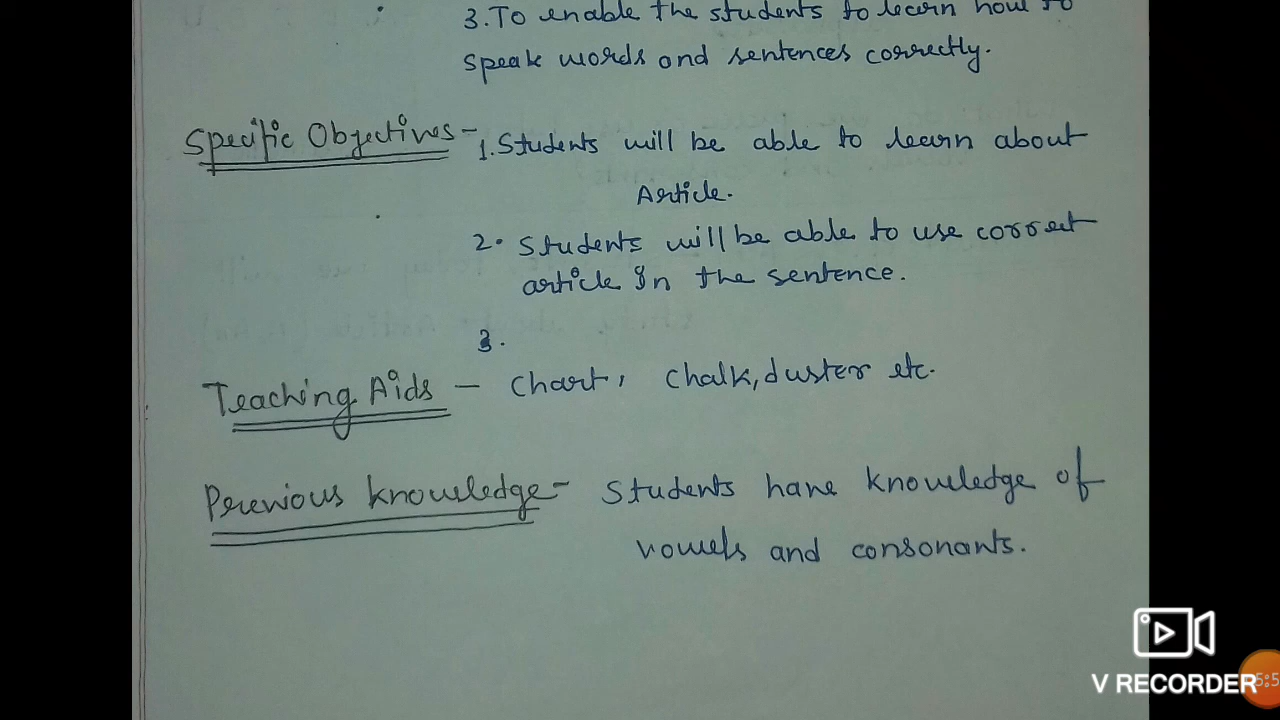 3. To enable the students to learn how to
speak words and sentences correctly.
Specific Objectives - 1. Students will be able to learn about
Article.
2. Students will be able to use correct
article in the sentence.
3.
Teaching Aids - Chart, Chalk, duster etc.
Previous knowledge - Students have knowledge of
vowels and consonants.
V RECORDER